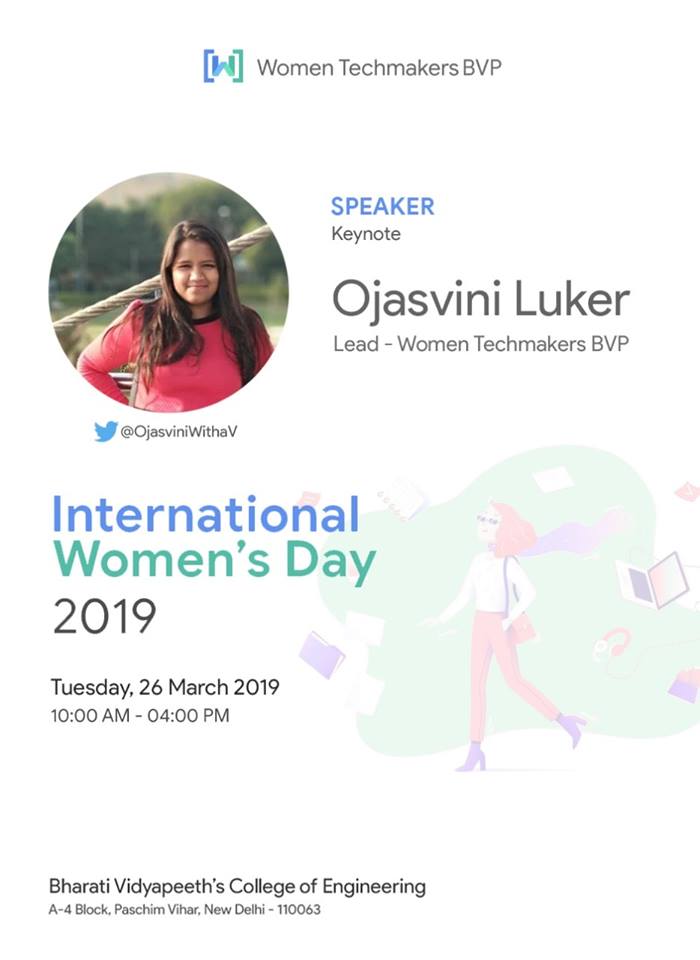 Women Techmakers BVP
SPEAKER
Keynote
Ojasvini Luker
Lead - Women Techmakers BVP
@OjasviniWithaV
International
Women's Day
2019
Tuesday, 26 March 2019
10:00 AM - 04:00 PM
Bharati Vidyapeeth's College of Engineering
A-4 Block, Paschim Vihar, New Delhi - 110063